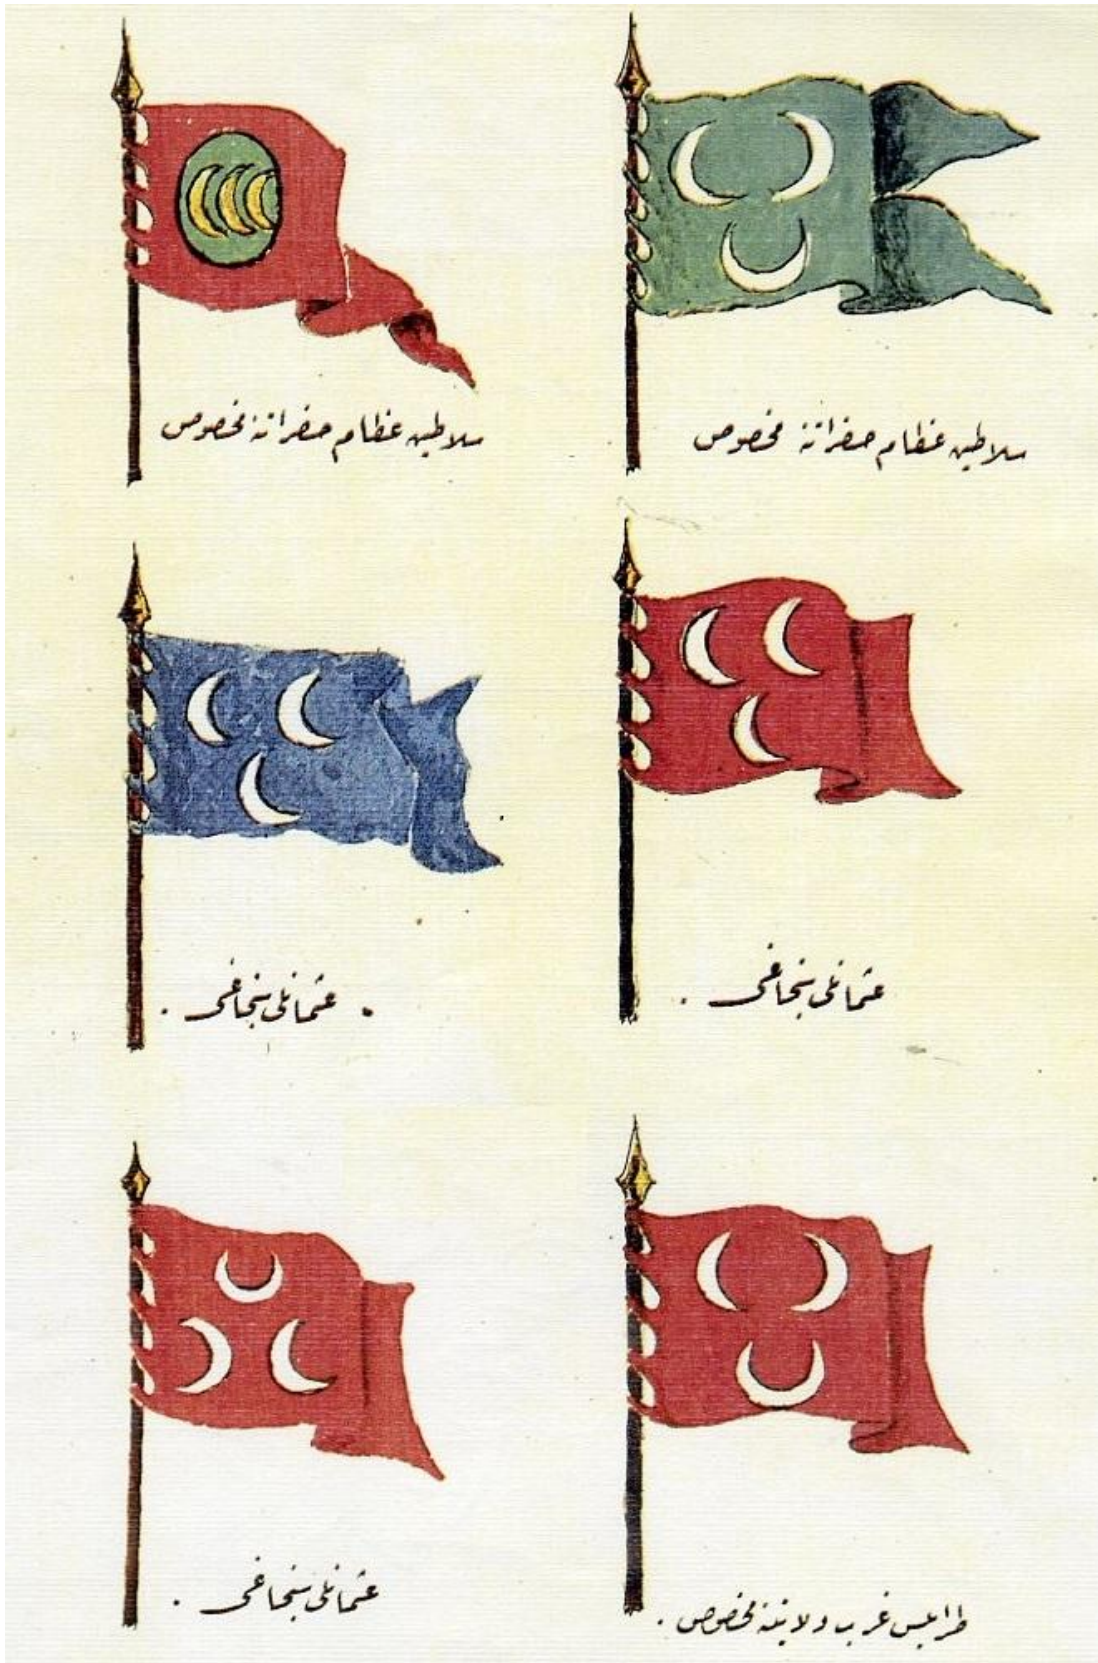 سلاطین عظام حضراتنه مخصوص
سلاطین عظام حضراتنه مخصوص
عثمانلی سنجاغی .
عثمانلی سنجاغی .
عثمانلی سنجاغی .
طرابلس غرب ولایتنه مخصوص .